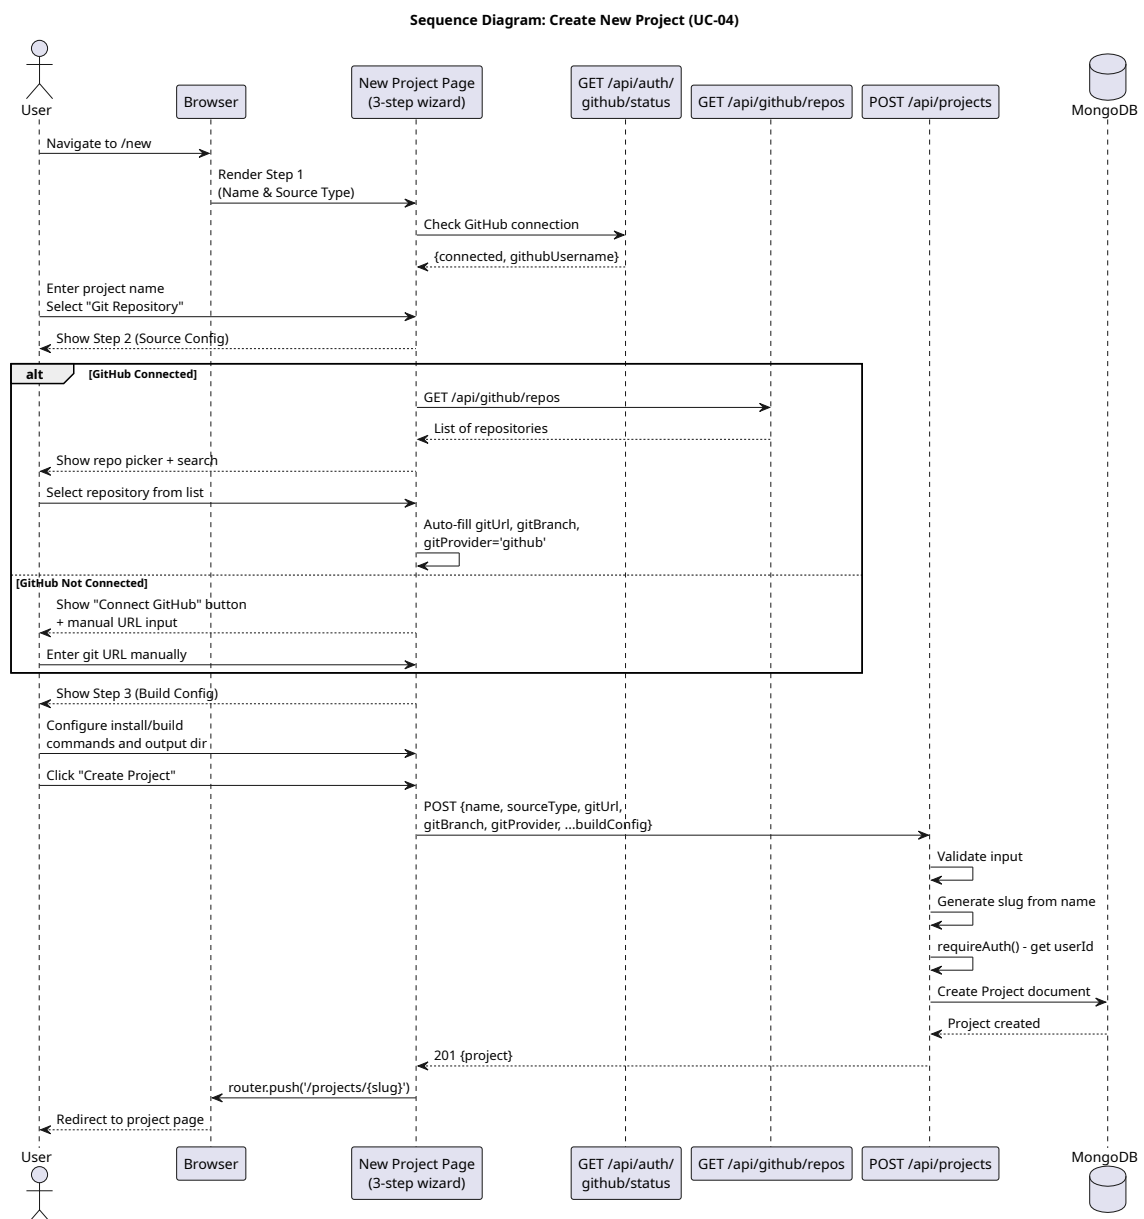 Sequence Diagram: Create New Project (UC-04)
User
Browser
New Project Page
(3-step wizard)
GET /api/auth/
github/status
GET /api/github/repos
POST /api/projects
MongoDB
Navigate to /new
Render Step 1
(Name & Source Type)
Check GitHub connection
{connected, githubUsername}
Enter project name
Select "Git Repository"
Show Step 2 (Source Config)
alt
[GitHub Connected]
GET /api/github/repos
List of repositories
Show repo picker + search
Select repository from list
Auto-fill gitUrl, gitBranch,
gitProvider='github'
[GitHub Not Connected]
Show "Connect GitHub" button
+ manual URL input
Enter git URL manually
Show Step 3 (Build Config)
Configure install/build
commands and output dir
Click "Create Project"
POST {name, sourceType, gitUrl,
gitBranch, gitProvider, ...buildConfig}
Validate input
Generate slug from name
requireAuth() - get userId
Create Project document
Project created
201 {project}
router.push('/projects/{slug}')
Redirect to project page
User
Browser
New Project Page
(3-step wizard)
GET /api/auth/
github/status
GET /api/github/repos
POST /api/projects
MongoDB